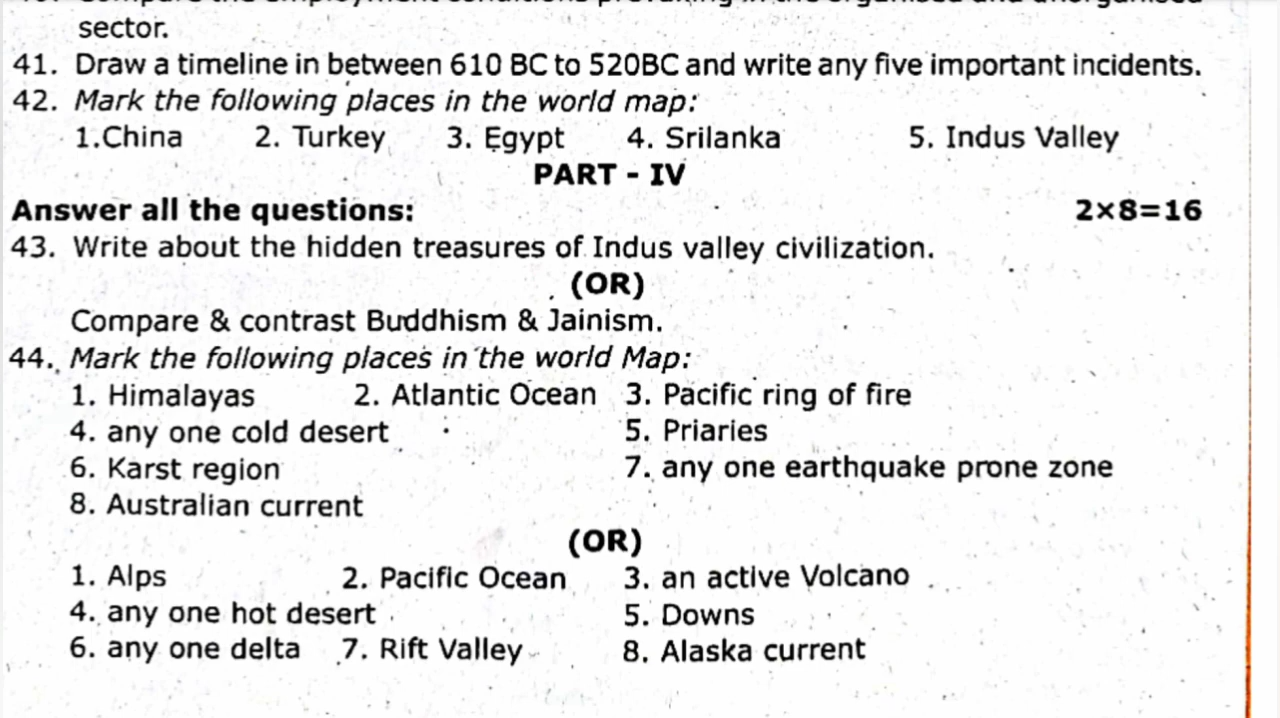 sector.
41. Draw a timeline in between 610 BC to 520BC and write any five important incidents.
42. Mark the following places in the world map:
1.China 2. Turkey 3. Egypt 4. Srilanka 5. Indus Valley
PART - IV
Answer all the questions: 2×8=16
43. Write about the hidden treasures of Indus valley civilization.
(OR)
Compare & contrast Buddhism & Jainism.
44. Mark the following places in the world Map:
1. Himalayas 2. Atlantic Ocean 3. Pacific ring of fire
4. any one cold desert 5. Priaries
6. Karst region 7. any one earthquake prone zone
8. Australian current
(OR)
1. Alps 2. Pacific Ocean 3. an active Volcano
4. any one hot desert 5. Downs
6. any one delta 7. Rift Valley 8. Alaska current